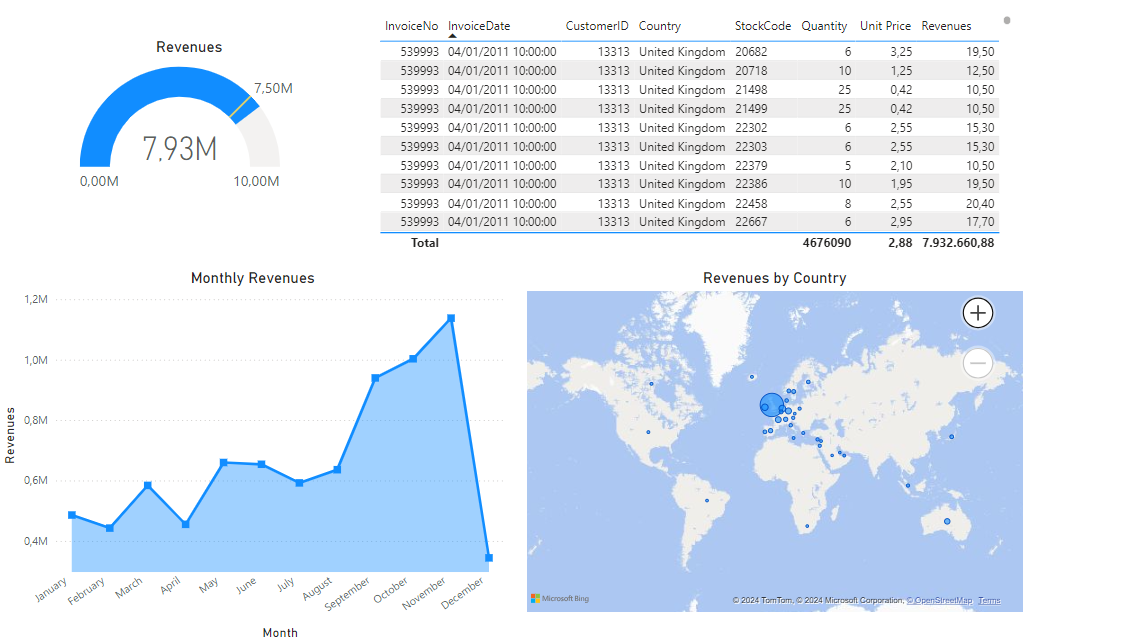 Revenues
7,50M
7,93M
0,00M
10,00M
InvoiceNo InvoiceDate CustomerID Country StockCode Quantity Unit Price Revenues
539993 04/01/2011 10:00:00 13313 United Kingdom 20682 6 3,25 19,50
539993 04/01/2011 10:00:00 13313 United Kingdom 20718 10 1,25 12,50
539993 04/01/2011 10:00:00 13313 United Kingdom 21498 25 0,42 10,50
539993 04/01/2011 10:00:00 13313 United Kingdom 21499 25 0,42 10,50
539993 04/01/2011 10:00:00 13313 United Kingdom 22302 6 2,55 15,30
539993 04/01/2011 10:00:00 13313 United Kingdom 22303 6 2,55 15,30
539993 04/01/2011 10:00:00 13313 United Kingdom 22379 5 2,10 10,50
539993 04/01/2011 10:00:00 13313 United Kingdom 22386 10 1,95 19,50
539993 04/01/2011 10:00:00 13313 United Kingdom 22458 8 2,55 20,40
539993 04/01/2011 10:00:00 13313 United Kingdom 22667 6 2,95 17,70
Total 4676090 2,88 7.932.660,88
Monthly Revenues
1,2M
1,0M
0,8M
0,6M
0,4M
Revenues
January
February
March
April
May
June
July
August
September
October
November
December
Month
Revenues by Country
Microsoft Bing
© 2024 TomTom, © 2024 Microsoft Corporation, © OpenStreetMap Terms